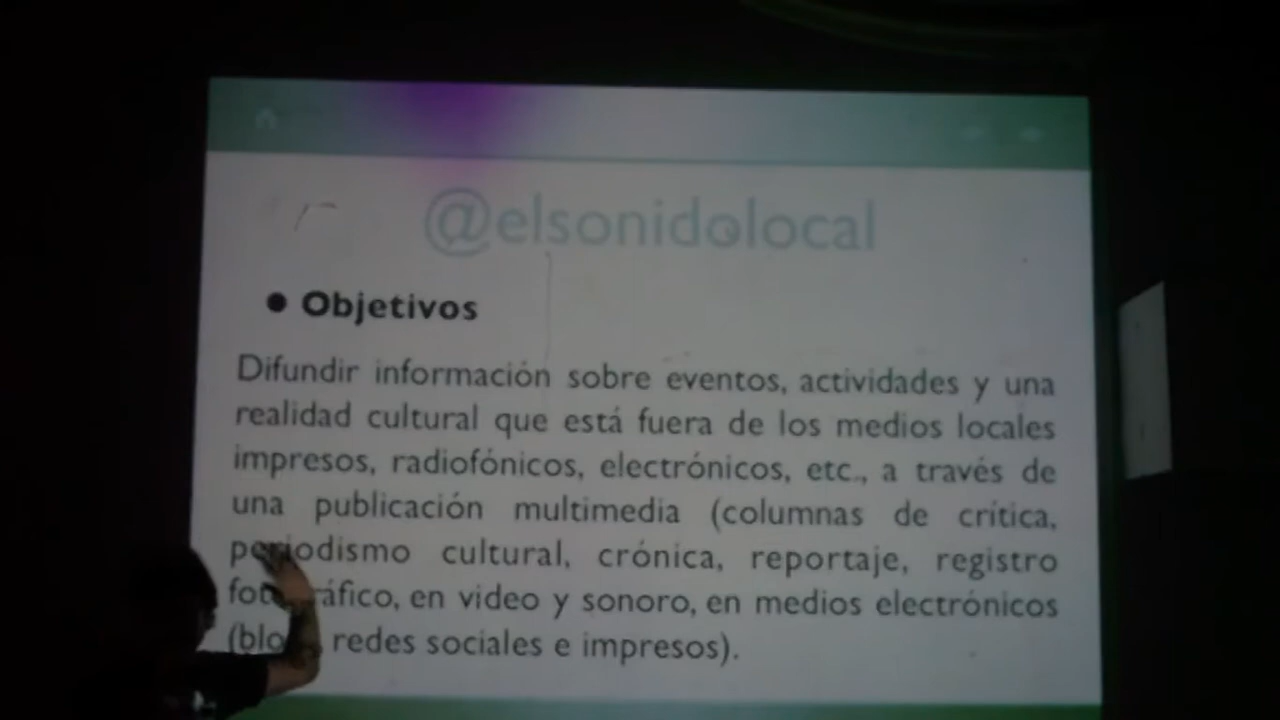 @elsonidolocal
● Objetivos
Difundir información sobre eventos, actividades y una
realidad cultural que está fuera de los medios locales
impresos, radiofónicos, electrónicos, etc., a través de
una publicación multimedia (columnas de crítica,
periodismo cultural, crónica, reportaje, registro
fotográfico, en video y sonoro, en medios electrónicos
redes sociales e impresos).